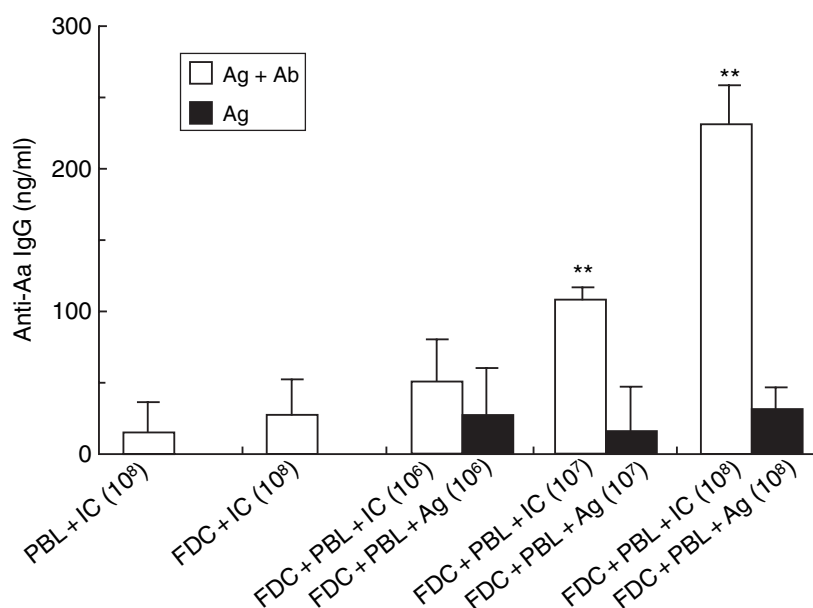 300
200
100
0
Anti-Aa IgG (ng/ml)
Ag + Ab
Ag
**
**
PBL + IC (10⁸)
FDC + IC (10⁸)
FDC + PBL + IC (10⁶)
FDC + PBL + Ag (10⁶)
FDC + PBL + IC (10⁷)
FDC + PBL + Ag (10⁷)
FDC + PBL + IC (10⁸)
FDC + PBL + Ag (10⁸)